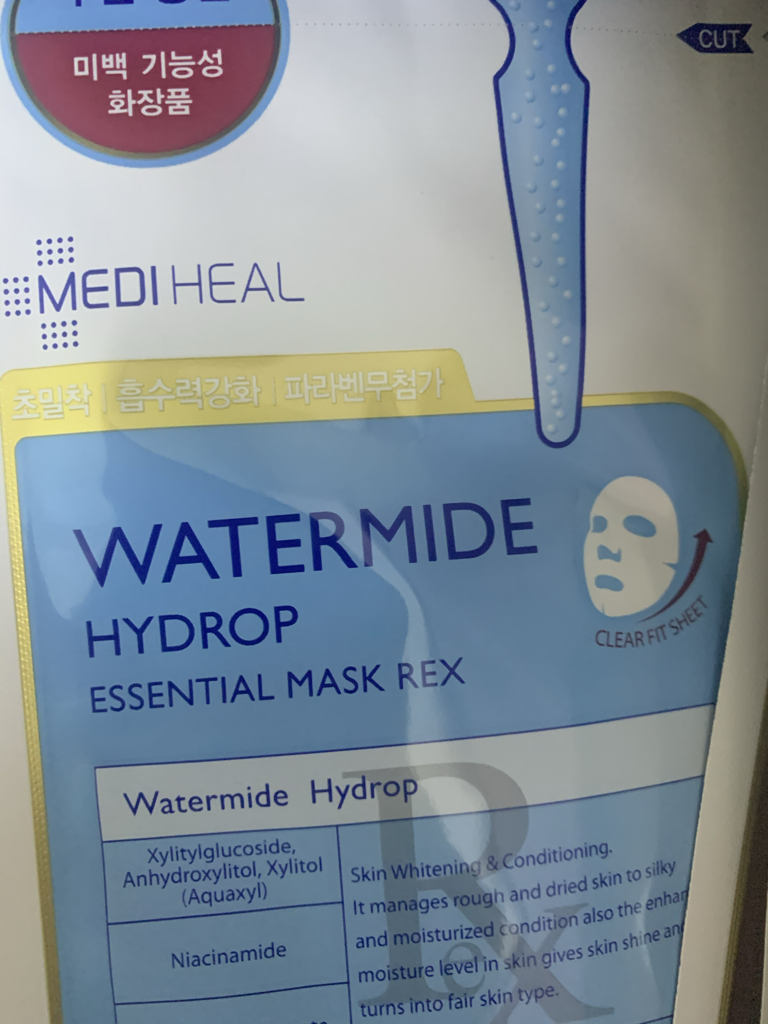 미백 기능성
화장품
CUT
MEDIHEAL
초밀착 | 흡수력강화 | 파라벤무첨가
WATERMIDE
HYDROP
ESSENTIAL MASK REX
CLEAR FIT SHEET
Watermide Hydrop
Xylitylglucoside,
Anhydroxylitol, Xylitol
(Aquaxyl)
Niacinamide
Skin Whitening & Conditioning.
It manages rough and dried skin to silky
and moisturized condition also the
moisture level in skin gives skin shine
turns into fair skin type.
Rex